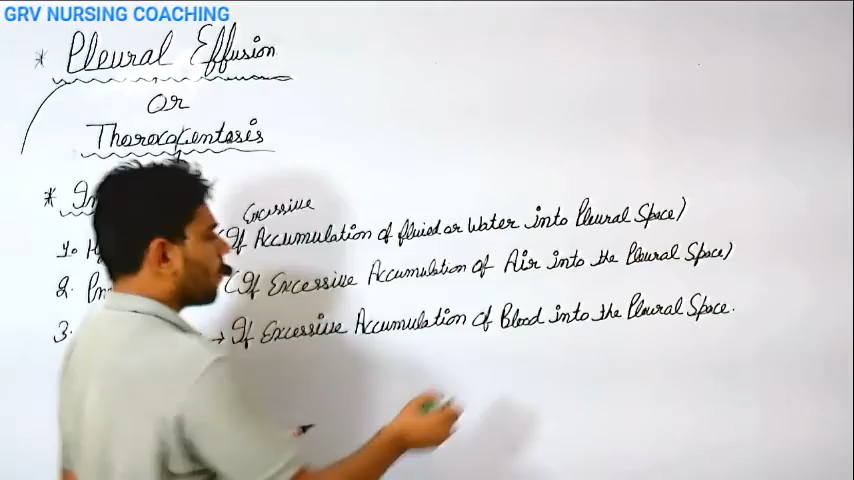 GRV NURSING COACHING
* Pleural Effusion
Or
Thoracocentesis
*
Excessive
1. (If Accumulation of fluid or Water into Pleural Space)
2. (If Excessive Accumulation of Air into the Pleural Space)
3. → If Excessive Accumulation of Blood into the Pleural Space.